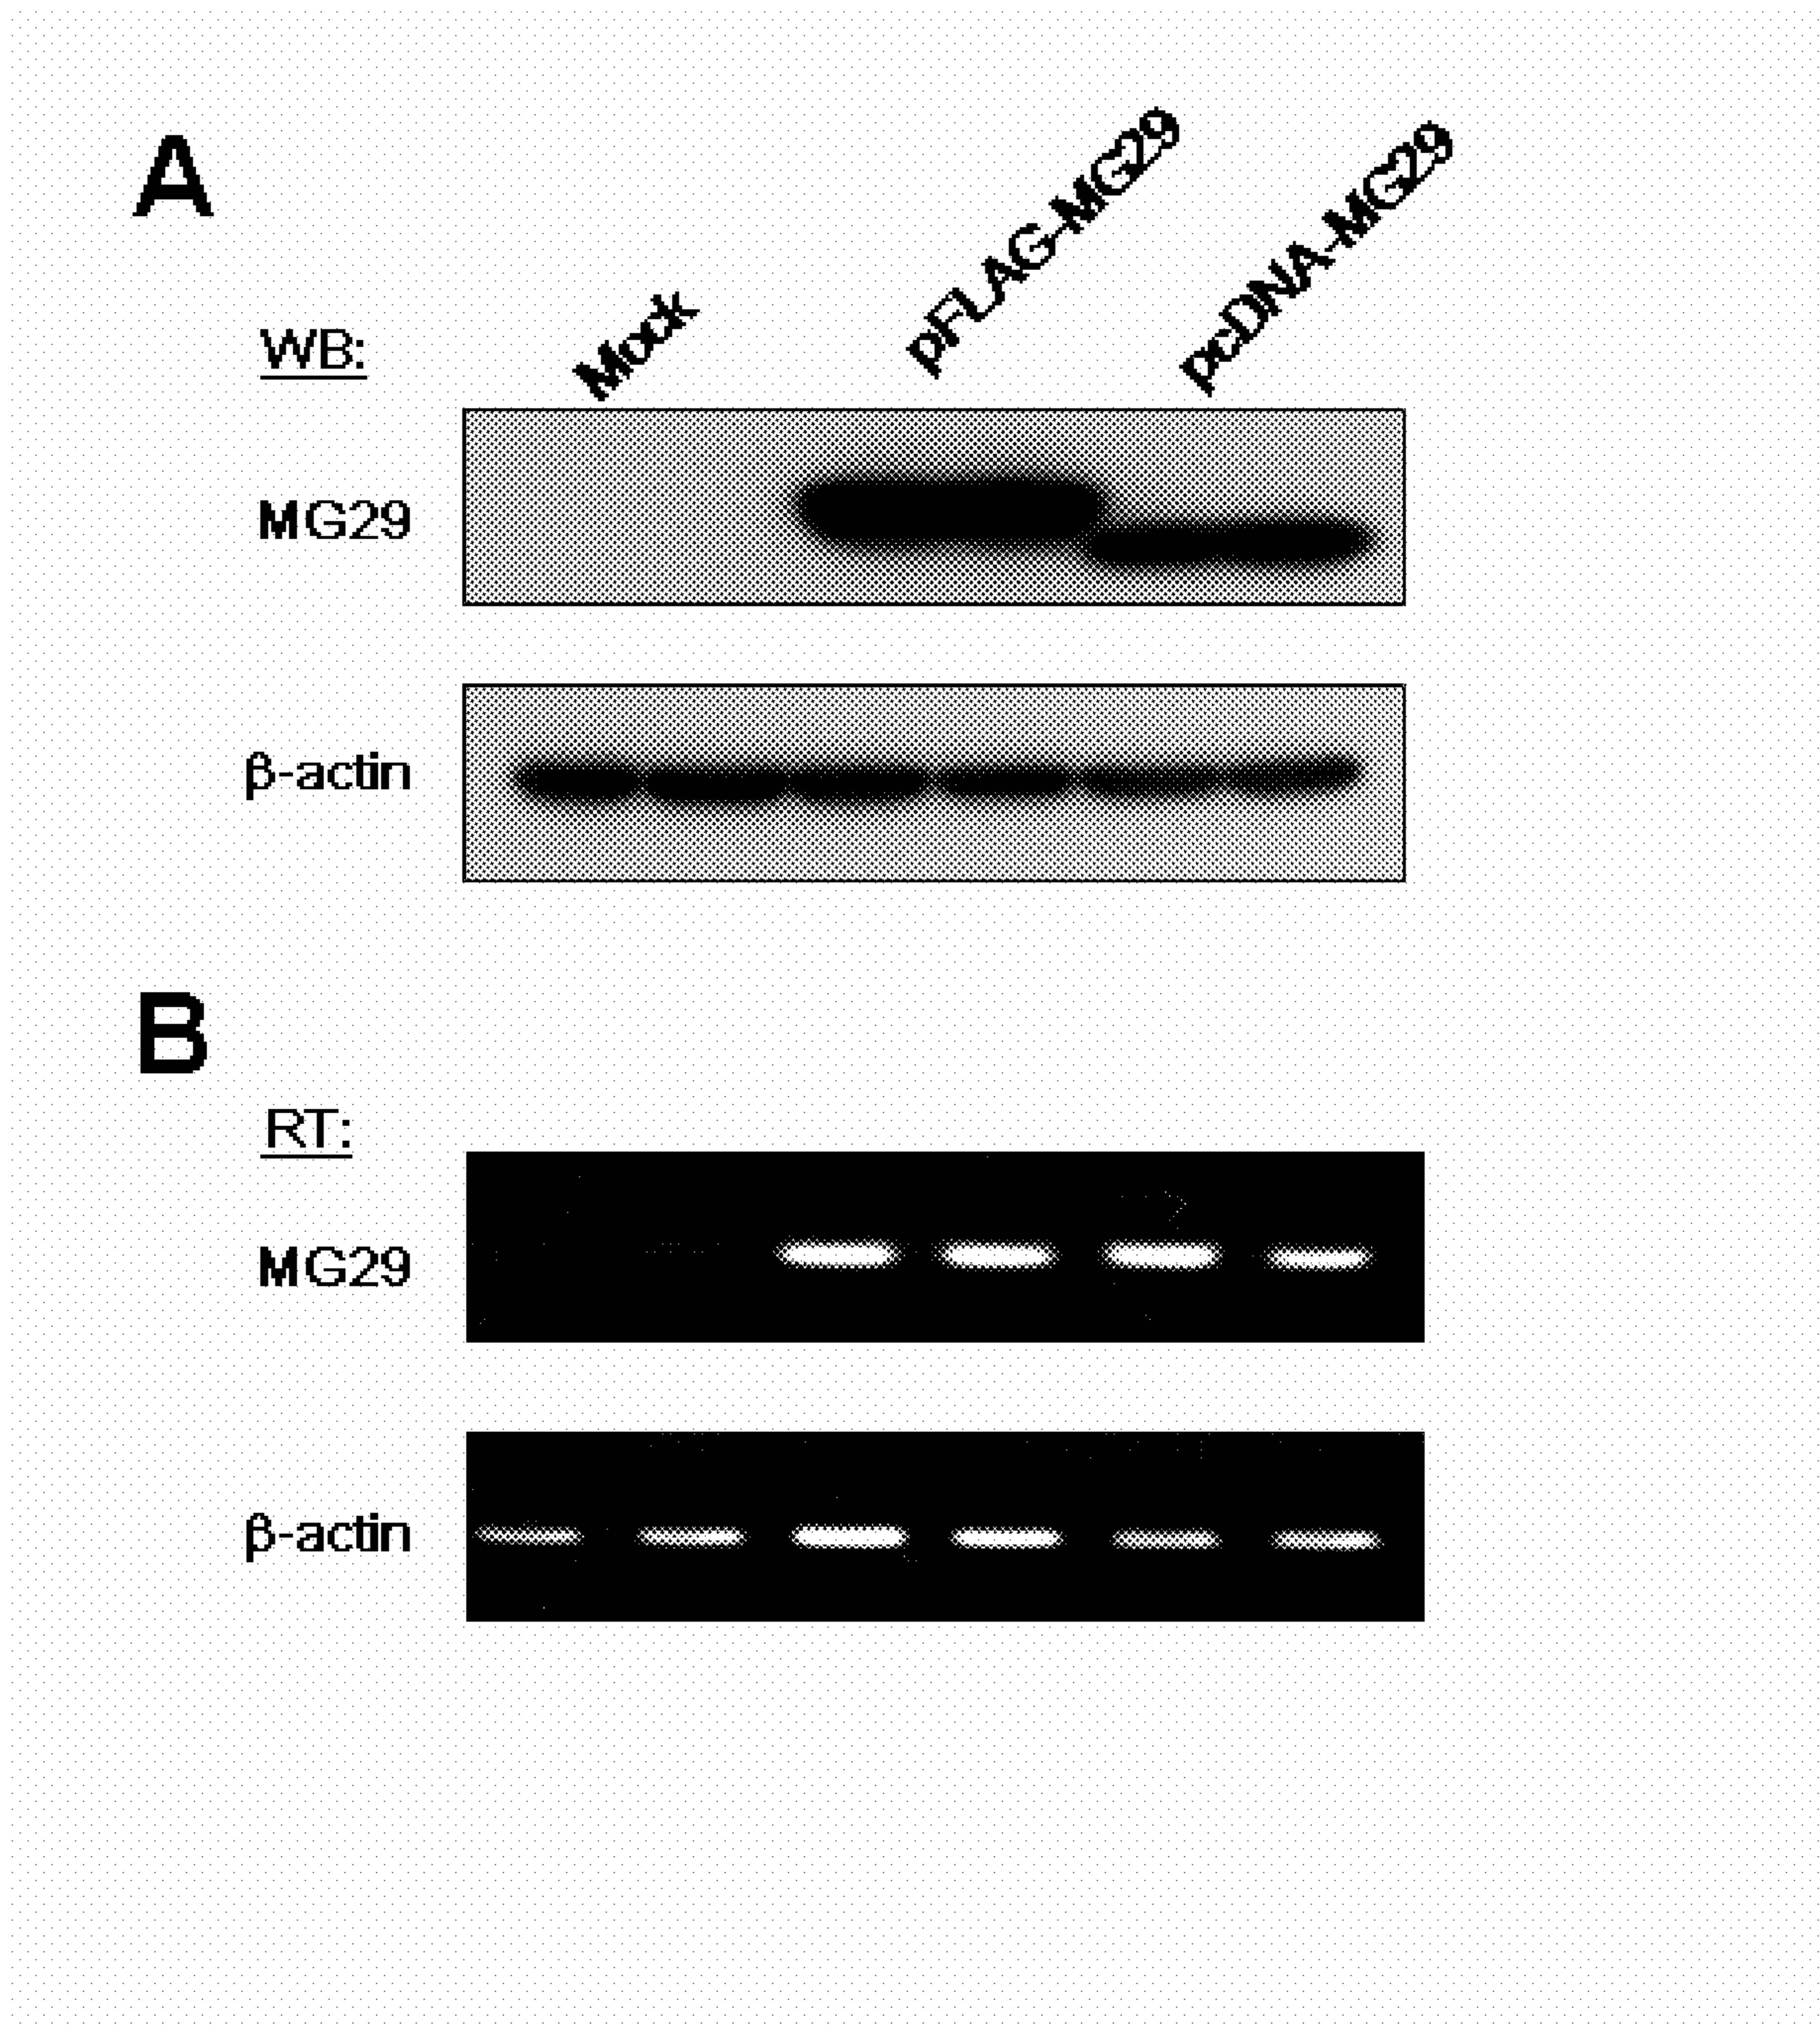 A
WB:
Mock
pFLAG-MG29
pcDNA-MG29
MG29
β-actin
B
RT:
MG29
β-actin